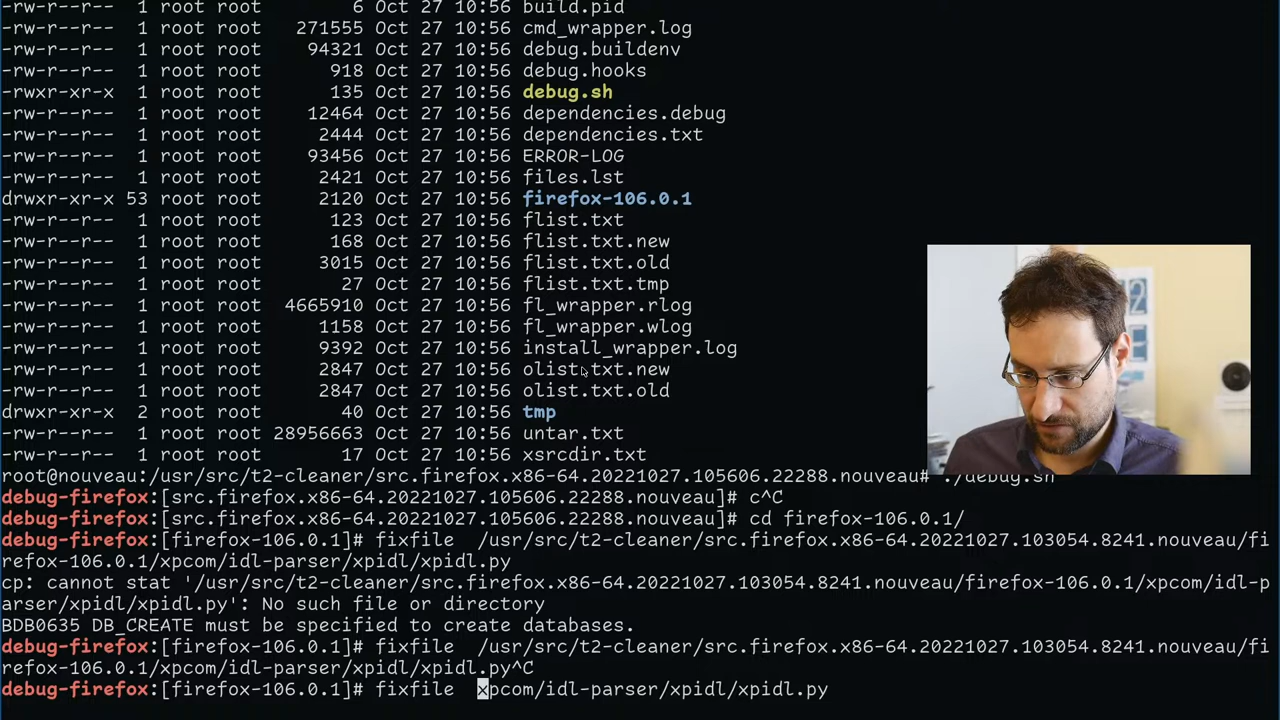 -rw-r--r-- 1 root root 6 Oct 27 10:56 build.pid
-rw-r--r-- 1 root root 271555 Oct 27 10:56 cmd_wrapper.log
-rw-r--r-- 1 root root 94321 Oct 27 10:56 debug.buildenv
-rw-r--r-- 1 root root 918 Oct 27 10:56 debug.hooks
-rwxr-xr-x 1 root root 135 Oct 27 10:56 debug.sh
-rw-r--r-- 1 root root 12464 Oct 27 10:56 dependencies.debug
-rw-r--r-- 1 root root 2444 Oct 27 10:56 dependencies.txt
-rw-r--r-- 1 root root 93456 Oct 27 10:56 ERROR-LOG
-rw-r--r-- 1 root root 2421 Oct 27 10:56 files.lst
drwxr-xr-x 53 root root 2120 Oct 27 10:56 firefox-106.0.1
-rw-r--r-- 1 root root 123 Oct 27 10:56 flist.txt
-rw-r--r-- 1 root root 168 Oct 27 10:56 flist.txt.new
-rw-r--r-- 1 root root 3015 Oct 27 10:56 flist.txt.old
-rw-r--r-- 1 root root 27 Oct 27 10:56 flist.txt.tmp
-rw-r--r-- 1 root root 4665910 Oct 27 10:56 fl_wrapper.rlog
-rw-r--r-- 1 root root 1158 Oct 27 10:56 fl_wrapper.wlog
-rw-r--r-- 1 root root 9392 Oct 27 10:56 install_wrapper.log
-rw-r--r-- 1 root root 2847 Oct 27 10:56 olist.txt.new
-rw-r--r-- 1 root root 2847 Oct 27 10:56 olist.txt.old
drwxr-xr-x 2 root root 40 Oct 27 10:56 tmp
-rw-r--r-- 1 root root 28956663 Oct 27 10:56 untar.txt
-rw-r--r-- 1 root root 17 Oct 27 10:56 xsrcdir.txt
root@nouveau:/usr/src/t2-cleaner/src.firefox.x86-64.20221027.105606.22288.nouveau# ./debug.sh
debug-firefox:[src.firefox.x86-64.20221027.105606.22288.nouveau]# c^C
debug-firefox:[src.firefox.x86-64.20221027.105606.22288.nouveau]# cd firefox-106.0.1/
debug-firefox:[firefox-106.0.1]# fixfile  /usr/src/t2-cleaner/src.firefox.x86-64.20221027.103054.8241.nouveau/fi
refox-106.0.1/xpcom/idl-parser/xpidl/xpidl.py
cp: cannot stat '/usr/src/t2-cleaner/src.firefox.x86-64.20221027.103054.8241.nouveau/firefox-106.0.1/xpcom/idl-p
arser/xpidl/xpidl.py': No such file or directory
BDB0635 DB_CREATE must be specified to create databases.
debug-firefox:[firefox-106.0.1]# fixfile  /usr/src/t2-cleaner/src.firefox.x86-64.20221027.103054.8241.nouveau/fi
refox-106.0.1/xpcom/idl-parser/xpidl/xpidl.py^C
debug-firefox:[firefox-106.0.1]# fixfile  xpcom/idl-parser/xpidl/xpidl.py